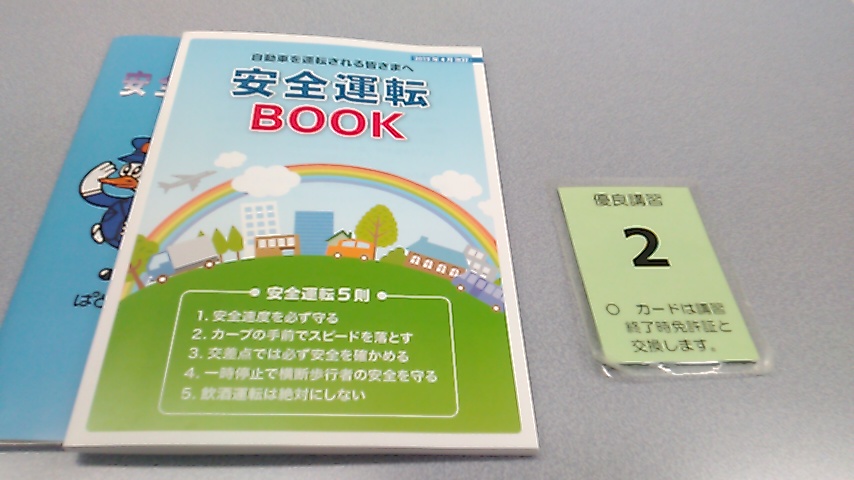 自動車を運転される皆さまへ
安全運転
BOOK
安全運転5則
1. 安全速度を必ず守る
2. カーブの手前でスピードを落とす
3. 交差点では必ず安全を確かめる
4. 一時停止で横断歩行者の安全を守る
5. 飲酒運転は絶対にしない
安全
優良講習
2
○ カードは講習
終了時免許証と
交換します。